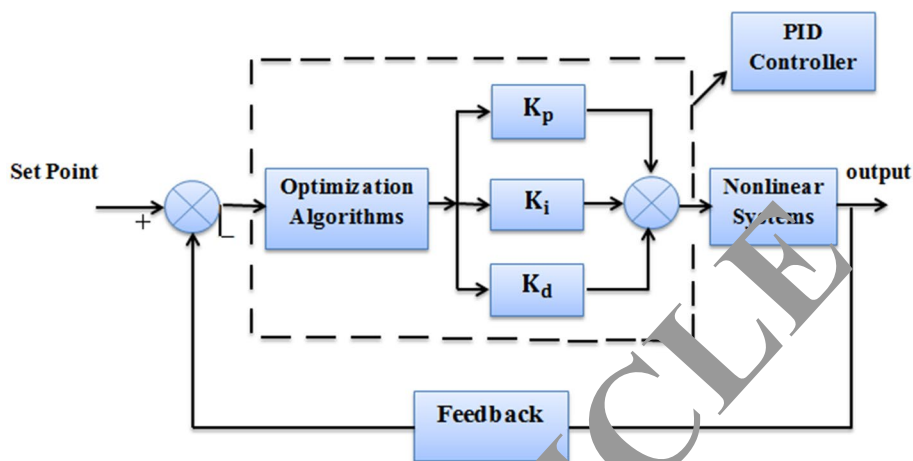 PID
Controller
Set Point
+
−
Optimization
Algorithms
Kp
Ki
Kd
Nonlinear
Systems
output
Feedback